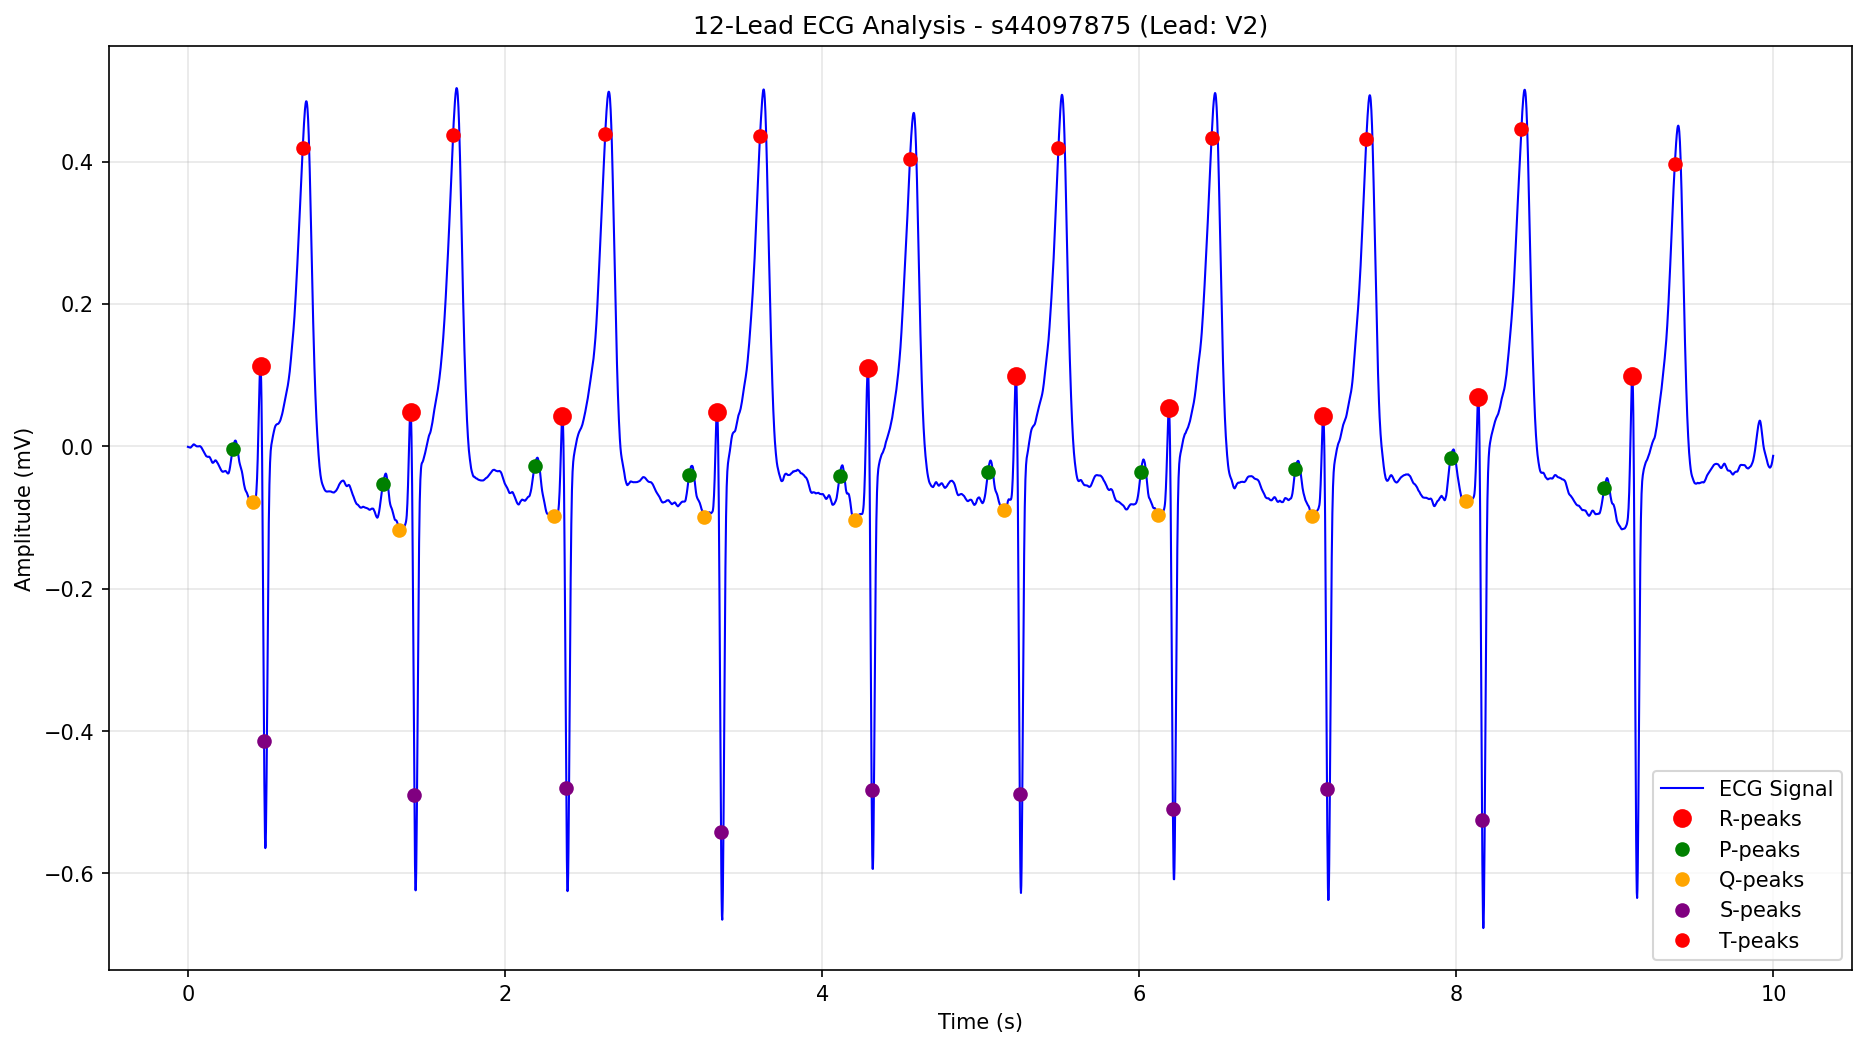 12-Lead ECG Analysis - s44097875 (Lead: V2)
Amplitude (mV)
0.4
0.2
0.0
−0.2
−0.4
−0.6
0 2 4 6 8 10
Time (s)
ECG Signal
R-peaks
P-peaks
Q-peaks
S-peaks
T-peaks